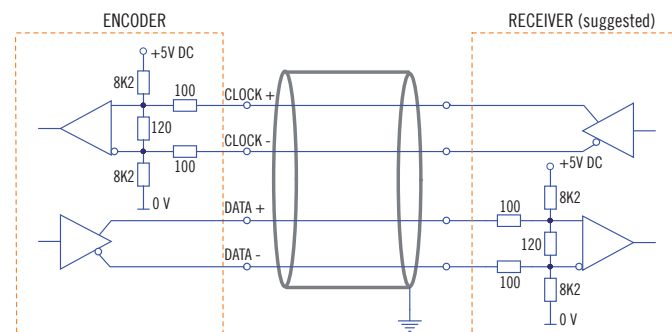 ENCODER
RECEIVER (suggested)
+5V DC
8K2
100
CLOCK +
120
100
CLOCK -
8K2
0 V
+5V DC
8K2
100
DATA +
120
100
DATA -
8K2
0 V